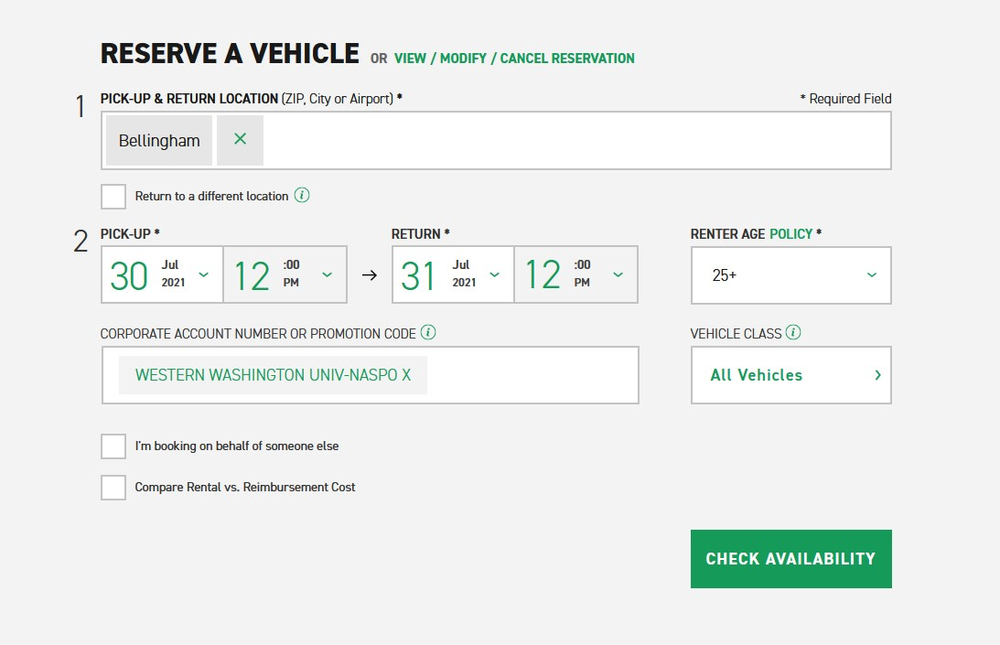 RESERVE A VEHICLE OR VIEW / MODIFY / CANCEL RESERVATION
1 PICK-UP & RETURN LOCATION (ZIP, City or Airport) * * Required Field
Bellingham X
Return to a different location i
2 PICK-UP * RETURN * RENTER AGE POLICY *
30 Jul 2021 12 :00 PM → 31 Jul 2021 12 :00 PM 25+
CORPORATE ACCOUNT NUMBER OR PROMOTION CODE i VEHICLE CLASS i
WESTERN WASHINGTON UNIV-NASPO X All Vehicles >
I'm booking on behalf of someone else
Compare Rental vs. Reimbursement Cost
CHECK AVAILABILITY